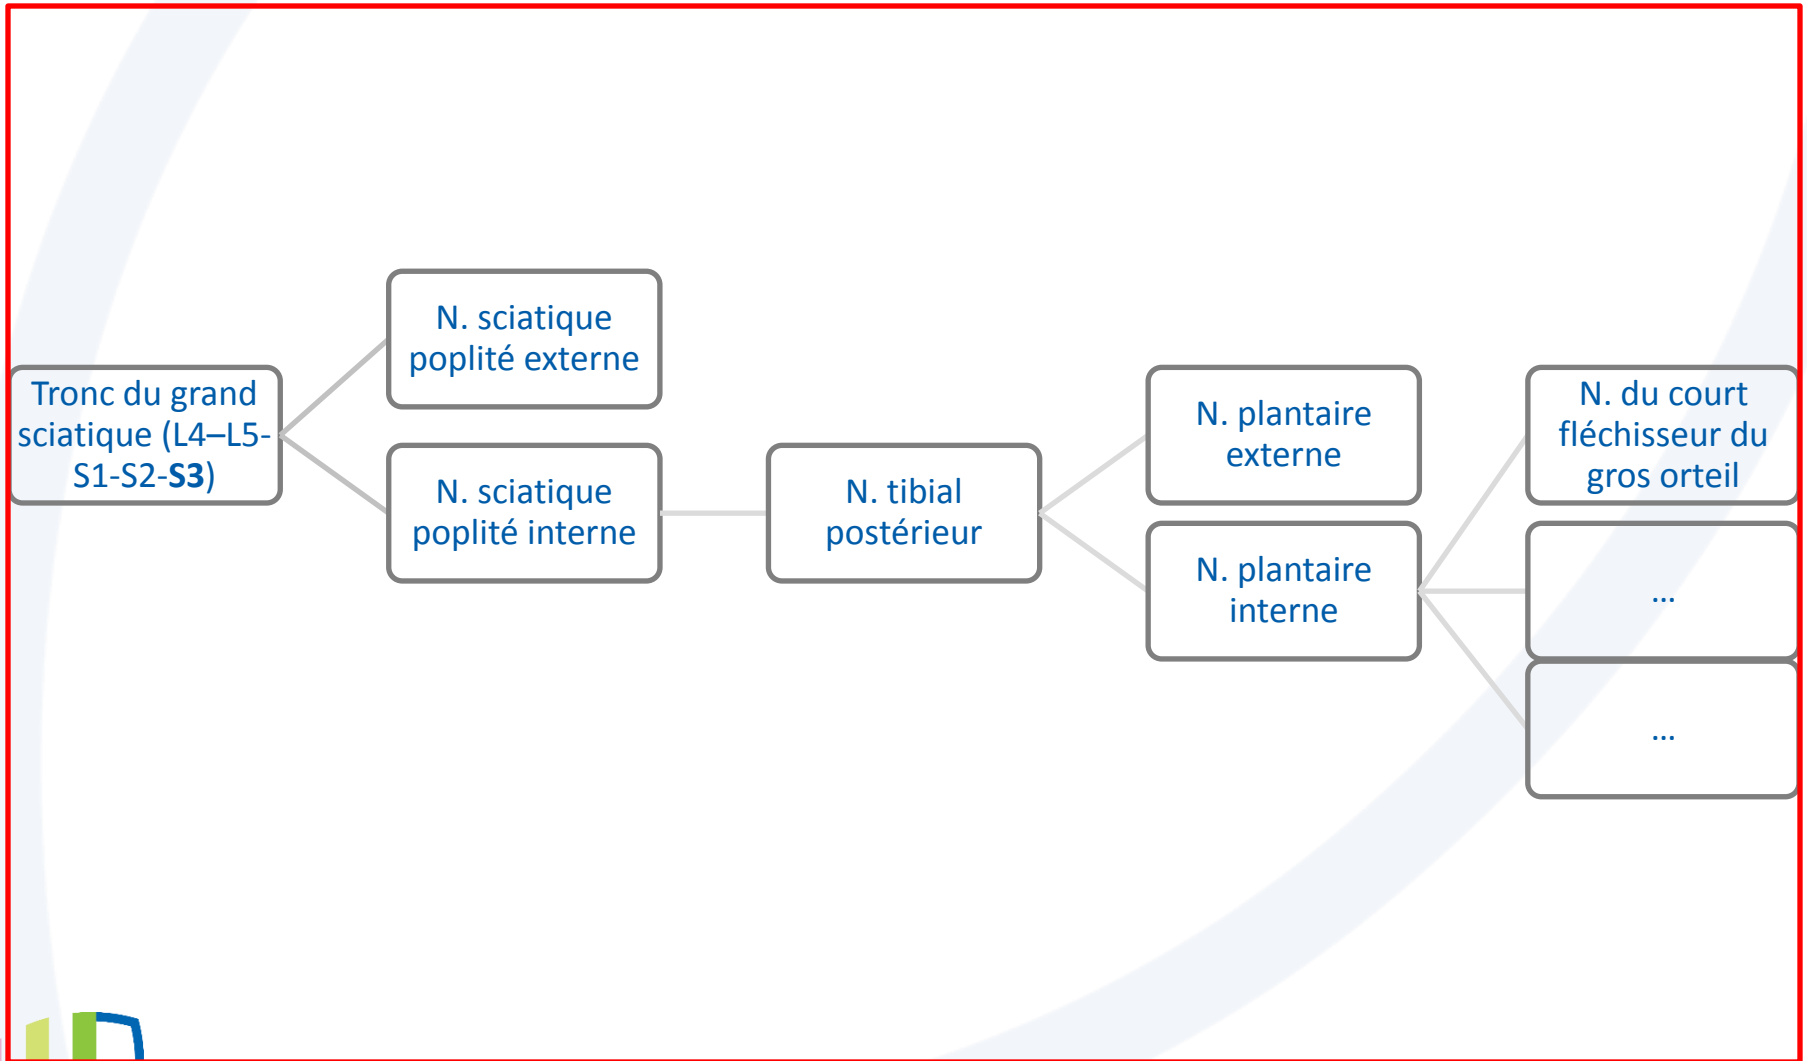 Tronc du grand
sciatique (L4–L5-
S1-S2-S3)
N. sciatique
poplité externe
N. sciatique
poplité interne
N. tibial
postérieur
N. plantaire
externe
N. plantaire
interne
N. du court
fléchisseur du
gros orteil
...
...